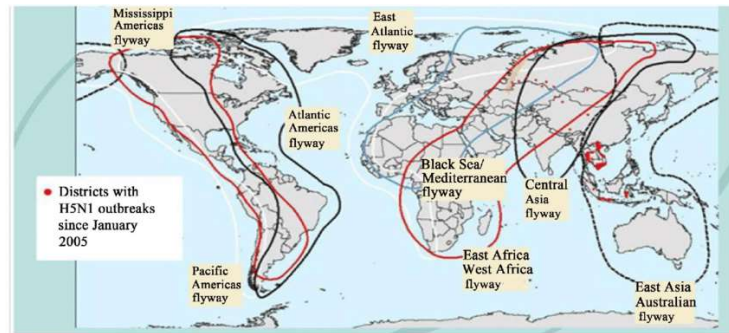 Mississippi
Americas
flyway
East
Atlantic
flyway
Atlantic
Americas
flyway
Black Sea/
Mediterranean
flyway
Central
Asia
flyway
Districts with
H5N1 outbreaks
since January
2005
East Africa
West Africa
flyway
Pacific
Americas
flyway
East Asia
Australian
flyway